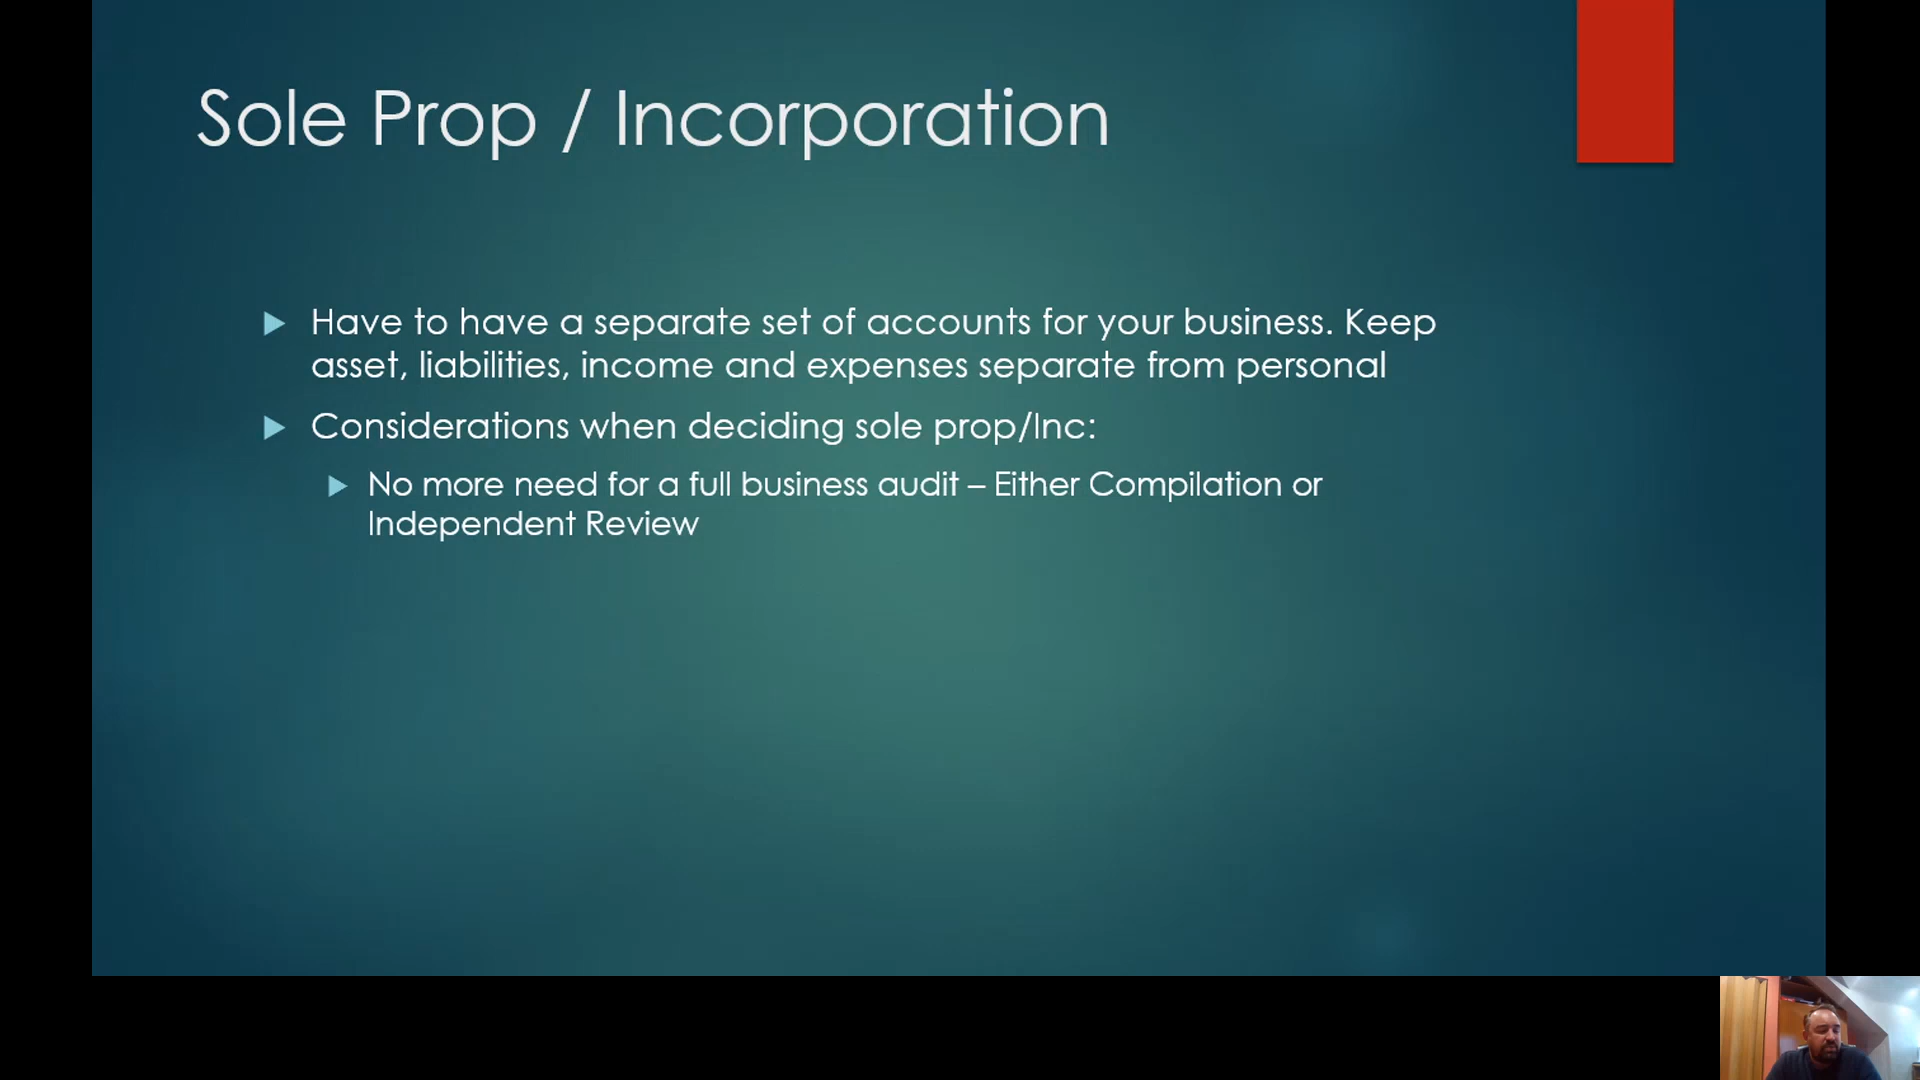 Sole Prop / Incorporation
Have to have a separate set of accounts for your business. Keep
asset, liabilities, income and expenses separate from personal
Considerations when deciding sole prop/Inc:
No more need for a full business audit – Either Compilation or
Independent Review